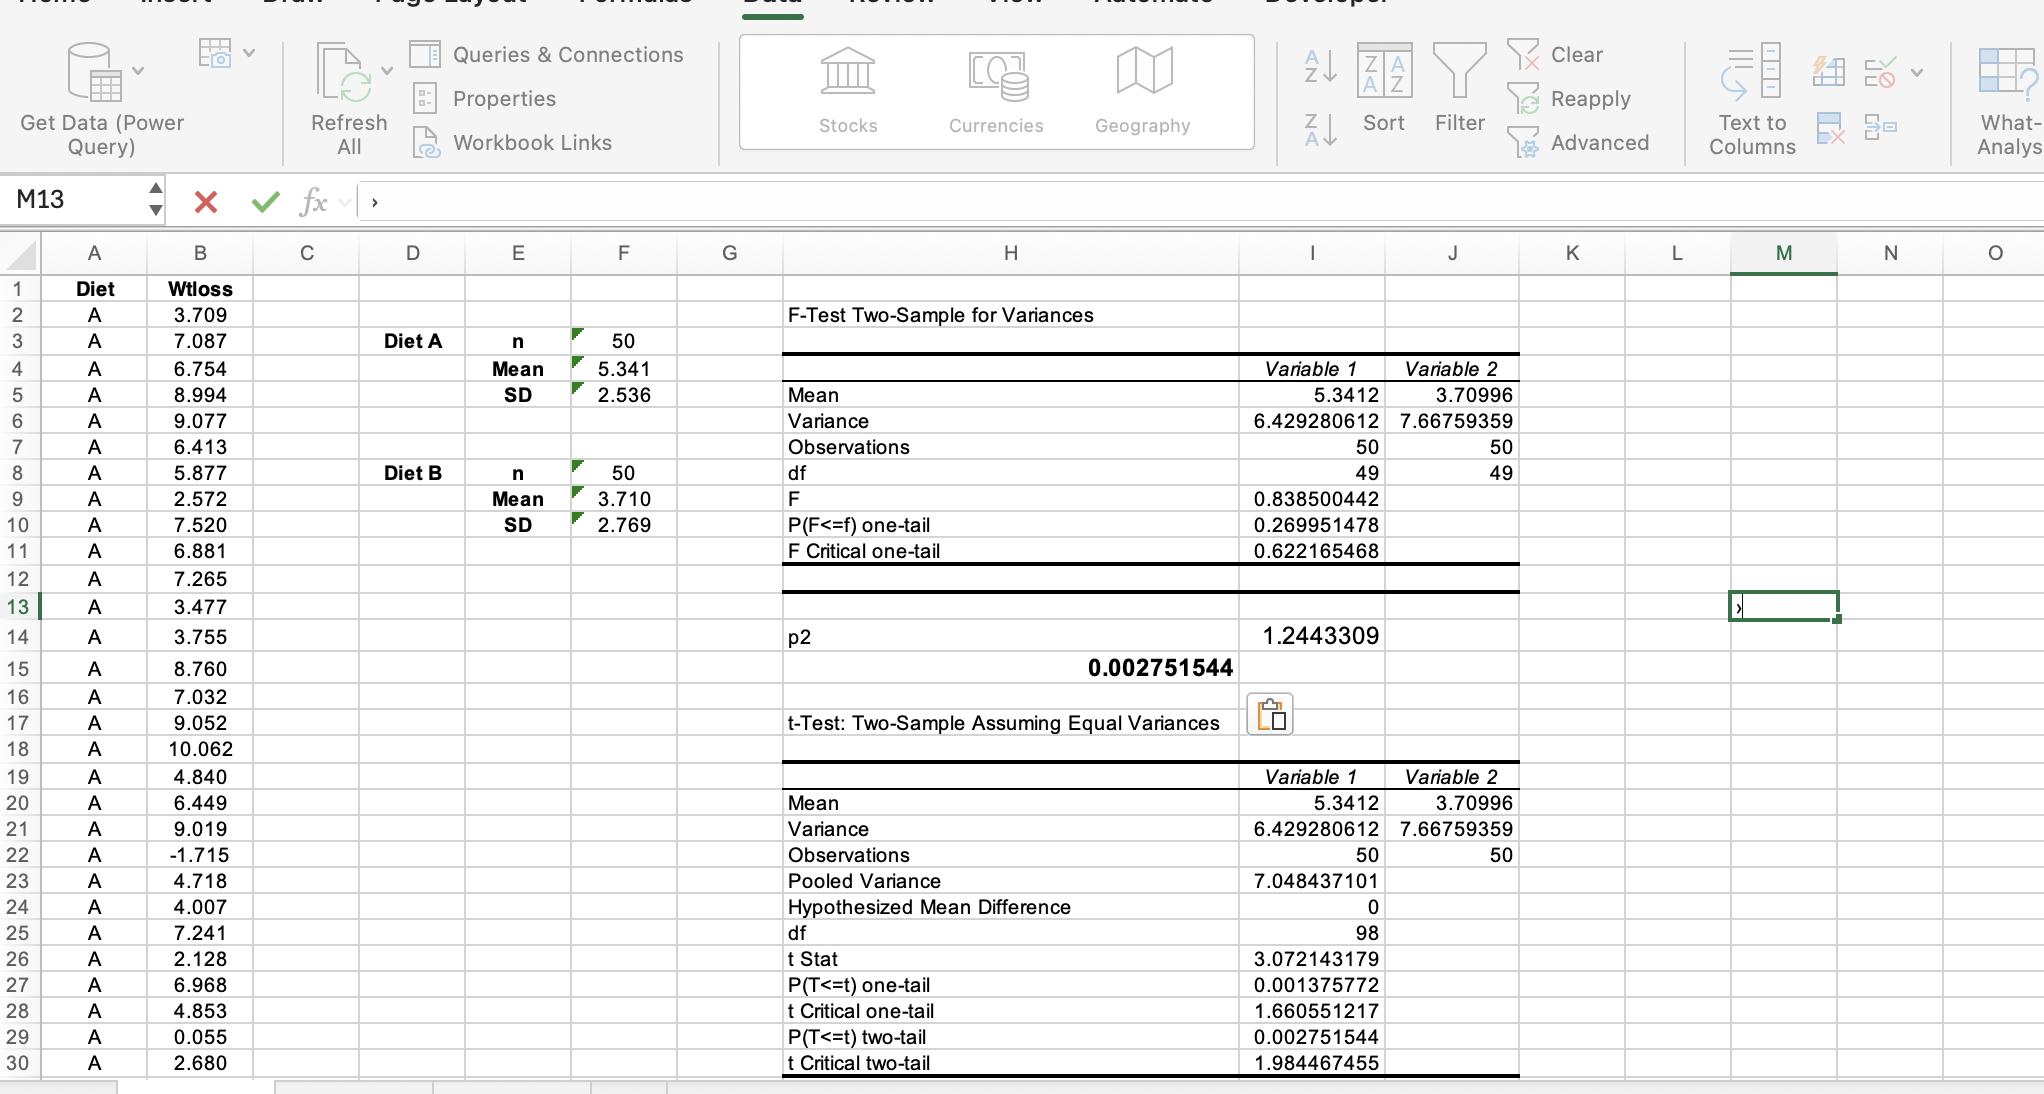 Data
Get Data (Power Query)
Refresh All
Queries & Connections
Properties
Workbook Links
Stocks Currencies Geography
Sort Filter
Clear
Reapply
Advanced
Text to Columns
What-
Analys
M13 fx ›
A B C D E F G H I J K L M N O
1 Diet Wtloss
2 A 3.709 F-Test Two-Sample for Variances
3 A 7.087 Diet A n 50
4 A 6.754 Mean 5.341 Variable 1 Variable 2
5 A 8.994 SD 2.536 Mean 5.3412 3.70996
6 A 9.077 Variance 6.429280612 7.66759359
7 A 6.413 Observations 50 50
8 A 5.877 Diet B n 50 df 49 49
9 A 2.572 Mean 3.710 F 0.838500442
10 A 7.520 SD 2.769 P(F<=f) one-tail 0.269951478
11 A 6.881 F Critical one-tail 0.622165468
12 A 7.265
13 A 3.477 ›
14 A 3.755 p2 1.2443309
15 A 8.760 0.002751544
16 A 7.032
17 A 9.052 t-Test: Two-Sample Assuming Equal Variances
18 A 10.062
19 A 4.840 Variable 1 Variable 2
20 A 6.449 Mean 5.3412 3.70996
21 A 9.019 Variance 6.429280612 7.66759359
22 A -1.715 Observations 50 50
23 A 4.718 Pooled Variance 7.048437101
24 A 4.007 Hypothesized Mean Difference 0
25 A 7.241 df 98
26 A 2.128 t Stat 3.072143179
27 A 6.968 P(T<=t) one-tail 0.001375772
28 A 4.853 t Critical one-tail 1.660551217
29 A 0.055 P(T<=t) two-tail 0.002751544
30 A 2.680 t Critical two-tail 1.984467455